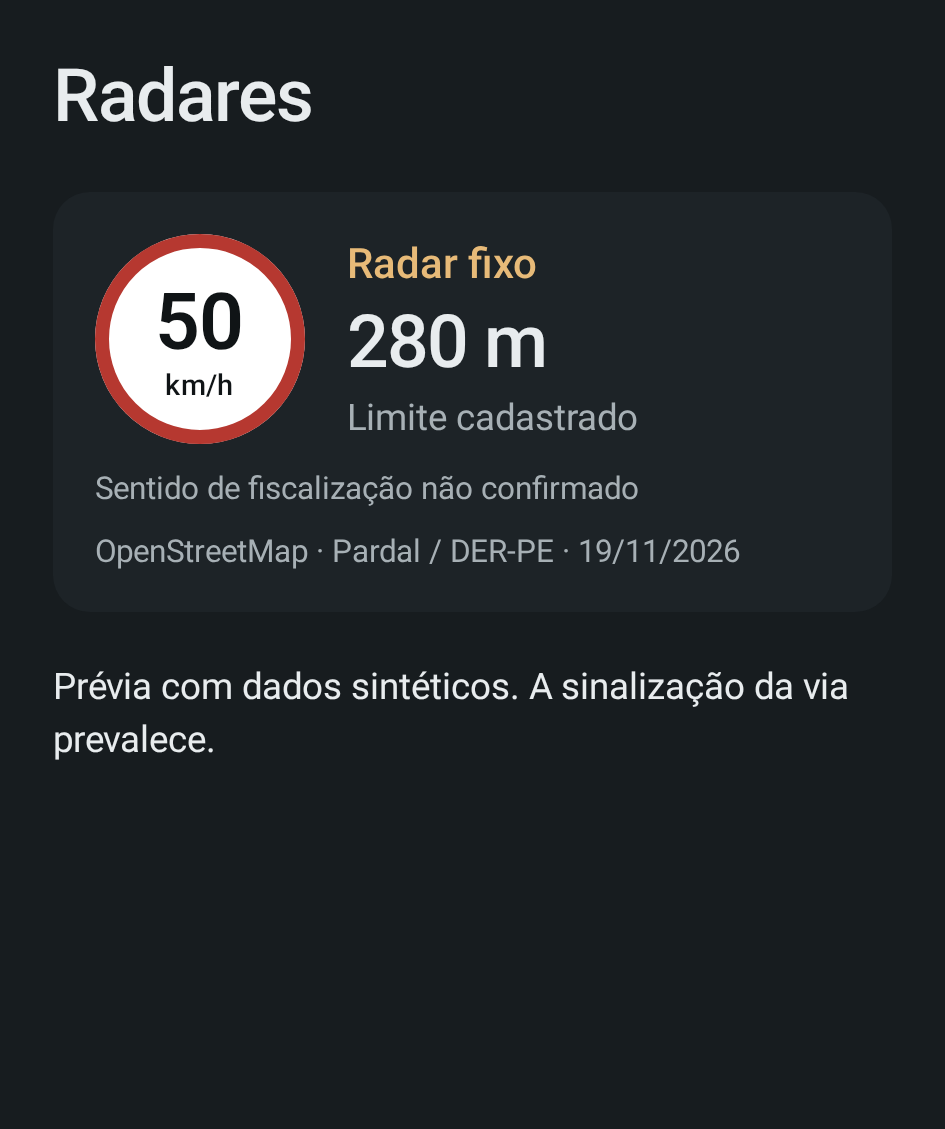 Radares
50
km/h
Radar fixo
280 m
Limite cadastrado
Sentido de fiscalização não confirmado
OpenStreetMap · Pardal / DER-PE · 19/11/2026
Prévia com dados sintéticos. A sinalização da via
prevalece.